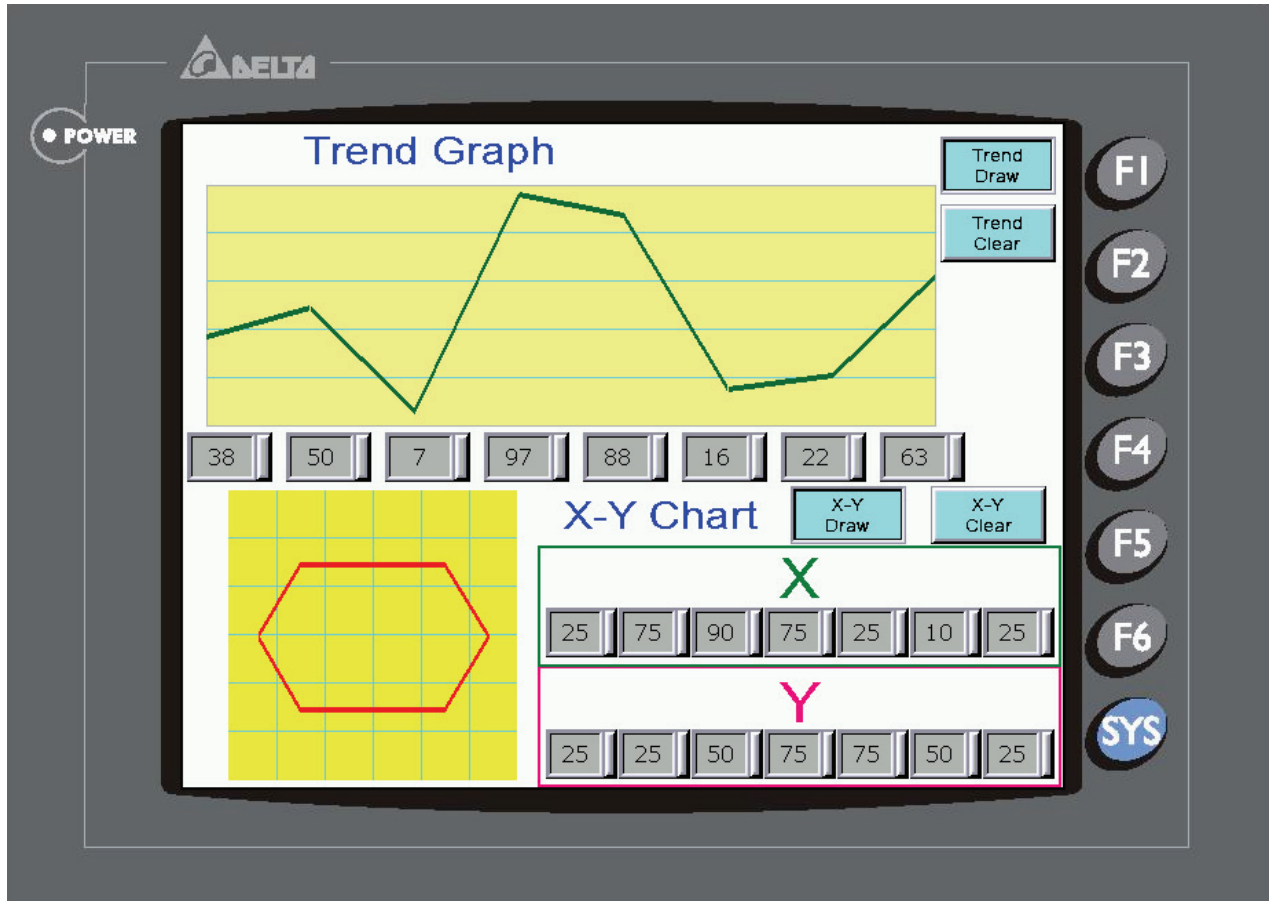 DELTA
POWER
Trend Graph
Trend
Draw
Trend
Clear
38 50 7 97 88 16 22 63
X-Y Chart
X-Y
Draw
X-Y
Clear
X
25 75 90 75 25 10 25
Y
25 25 50 75 75 50 25
F1
F2
F3
F4
F5
F6
SYS